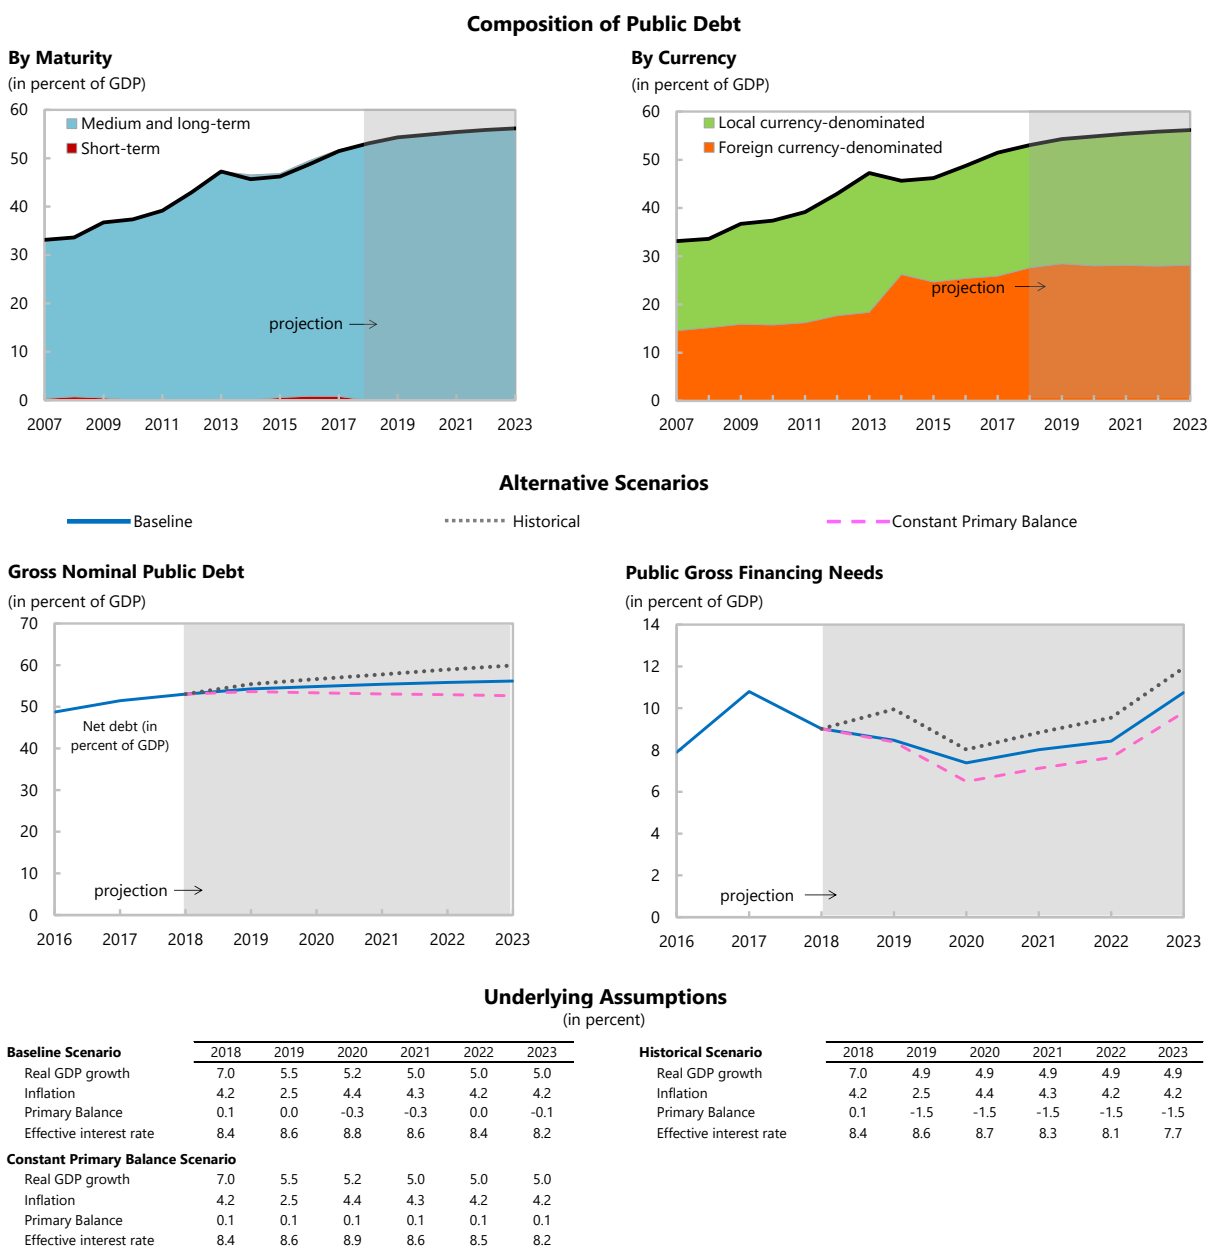 Composition of Public Debt
By Maturity
(in percent of GDP)
60
50
40
30
20
10
0
Medium and long-term
Short-term
projection
2007 2009 2011 2013 2015 2017 2019 2021 2023
By Currency
(in percent of GDP)
60
50
40
30
20
10
0
Local currency-denominated
Foreign currency-denominated
projection
2007 2009 2011 2013 2015 2017 2019 2021 2023
Alternative Scenarios
Baseline Historical Constant Primary Balance
Gross Nominal Public Debt
(in percent of GDP)
70
60
50
40
30
20
10
0
Net debt (in
percent of GDP)
projection
2016 2017 2018 2019 2020 2021 2022 2023
Public Gross Financing Needs
(in percent of GDP)
14
12
10
8
6
4
2
0
projection
2016 2017 2018 2019 2020 2021 2022 2023
Underlying Assumptions
(in percent)
Baseline Scenario 2018 2019 2020 2021 2022 2023
Real GDP growth 7.0 5.5 5.2 5.0 5.0 5.0
Inflation 4.2 2.5 4.4 4.3 4.2 4.2
Primary Balance 0.1 0.0 -0.3 -0.3 0.0 -0.1
Effective interest rate 8.4 8.6 8.8 8.6 8.4 8.2
Constant Primary Balance Scenario
Real GDP growth 7.0 5.5 5.2 5.0 5.0 5.0
Inflation 4.2 2.5 4.4 4.3 4.2 4.2
Primary Balance 0.1 0.1 0.1 0.1 0.1 0.1
Effective interest rate 8.4 8.6 8.9 8.6 8.5 8.2
Historical Scenario 2018 2019 2020 2021 2022 2023
Real GDP growth 7.0 4.9 4.9 4.9 4.9 4.9
Inflation 4.2 2.5 4.4 4.3 4.2 4.2
Primary Balance 0.1 -1.5 -1.5 -1.5 -1.5 -1.5
Effective interest rate 8.4 8.6 8.7 8.3 8.1 7.7